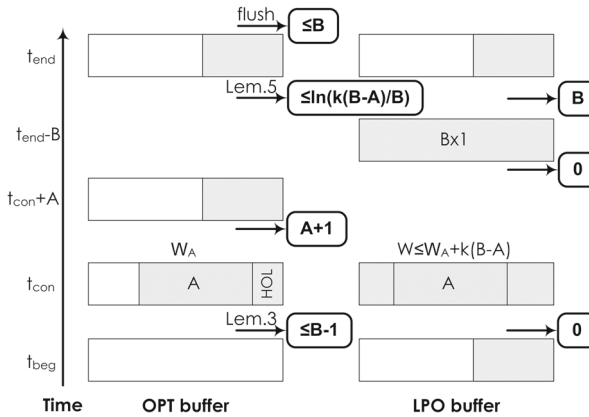 flush
≤B
t_end
Lem.5
≤ln(k(B-A)/B)
B
t_end-B
Bx1
0
t_con+A
A+1
W_A
W≤W_A+k(B-A)
t_con
A
HOL
A
Lem.3
≤B-1
0
t_beg
Time
OPT buffer
LPO buffer